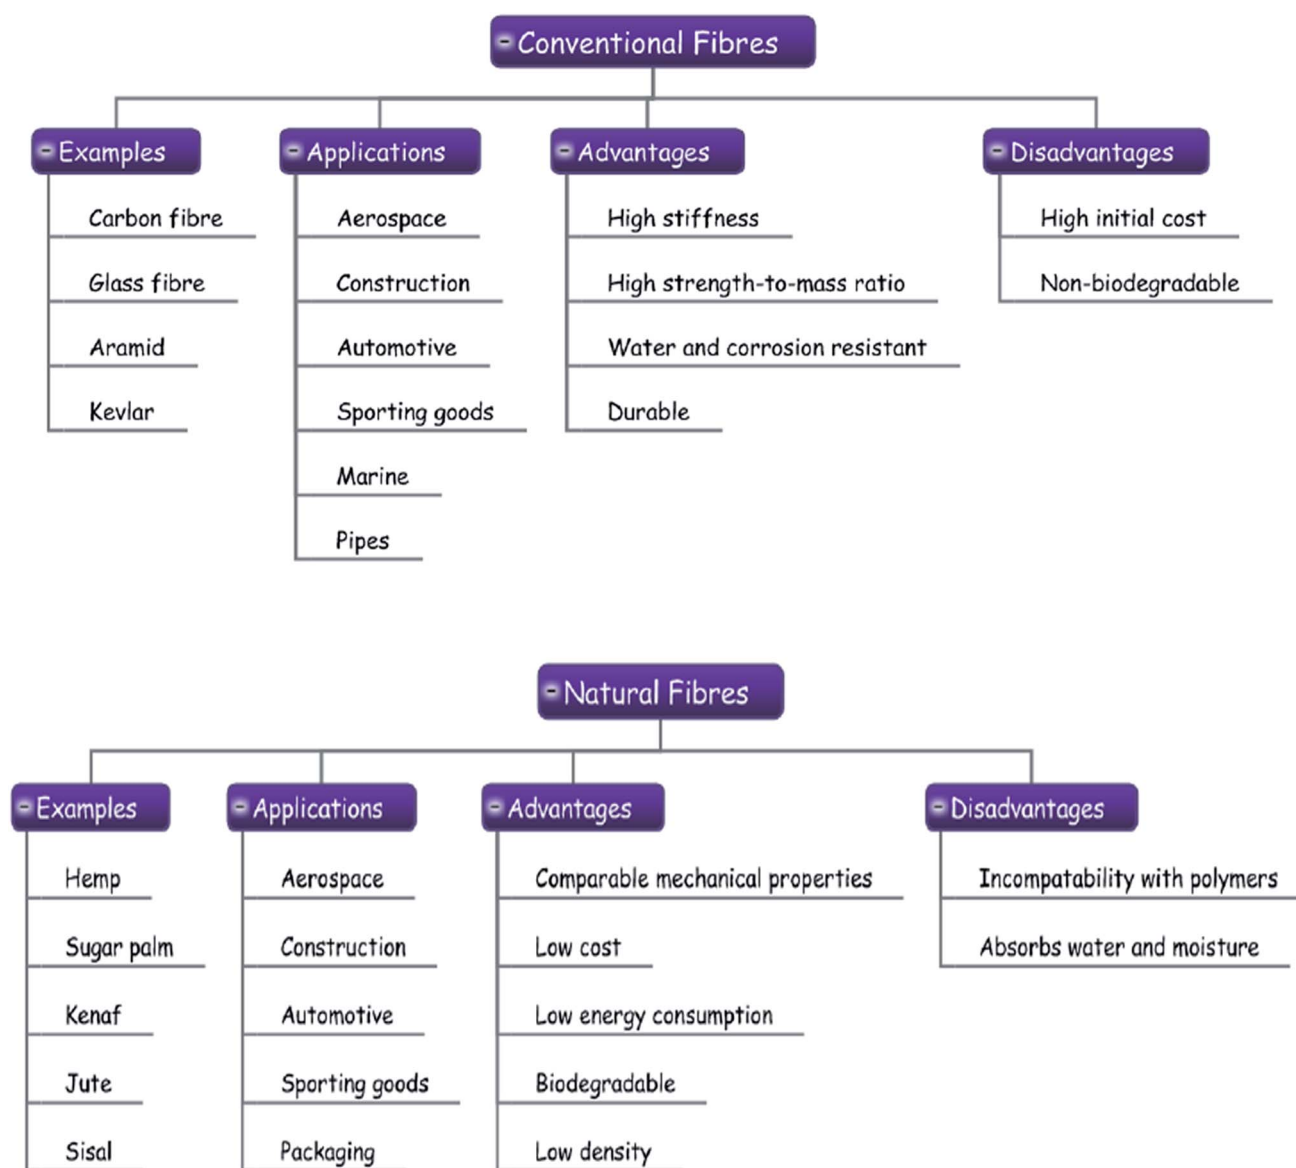 Conventional Fibres
Examples
Carbon fibre
Glass fibre
Aramid
Kevlar
Applications
Aerospace
Construction
Automotive
Sporting goods
Marine
Pipes
Advantages
High stiffness
High strength-to-mass ratio
Water and corrosion resistant
Durable
Disadvantages
High initial cost
Non-biodegradable
Natural Fibres
Examples
Hemp
Sugar palm
Kenaf
Jute
Sisal
Applications
Aerospace
Construction
Automotive
Sporting goods
Packaging
Advantages
Comparable mechanical properties
Low cost
Low energy consumption
Biodegradable
Low density
Disadvantages
Incompatability with polymers
Absorbs water and moisture